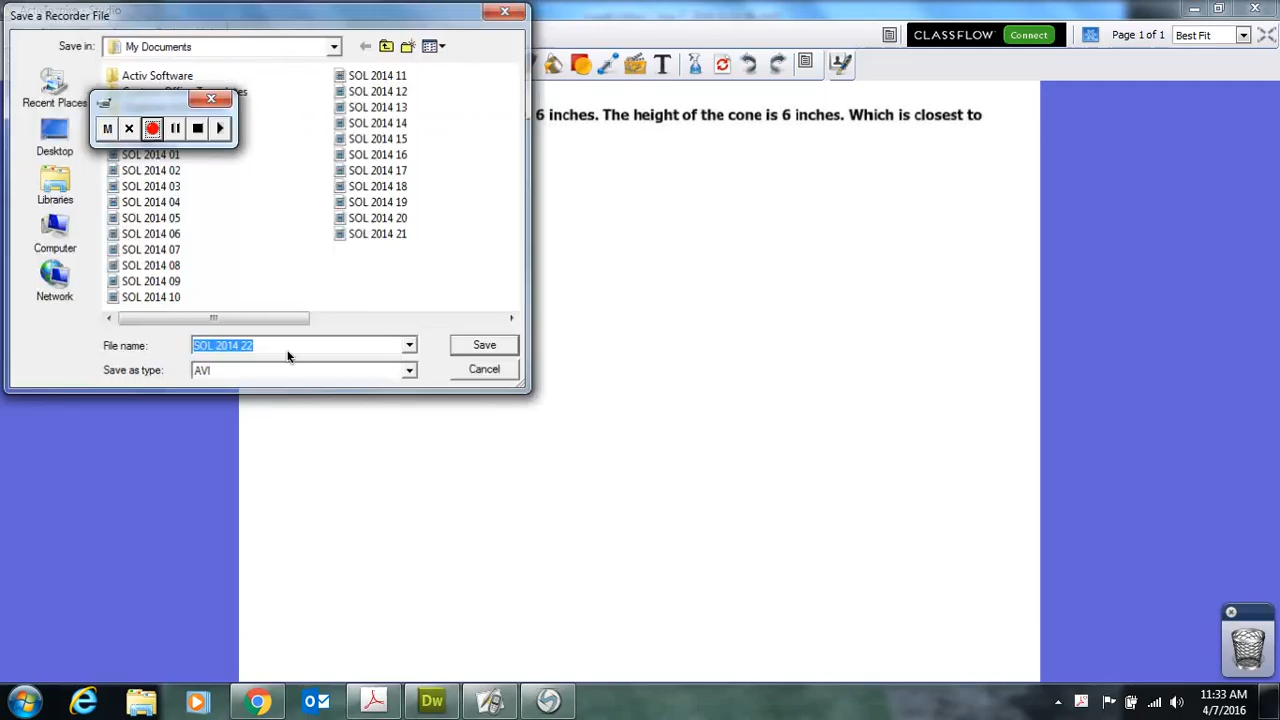 Save a Recorder File
Save in:
My Documents
CLASSFLOW
Connect
Page 1 of 1
Best Fit
Recent Places
Desktop
Libraries
Computer
Network
Activ Software
SOL 2014 01
SOL 2014 02
SOL 2014 03
SOL 2014 04
SOL 2014 05
SOL 2014 06
SOL 2014 07
SOL 2014 08
SOL 2014 09
SOL 2014 10
SOL 2014 11
SOL 2014 12
SOL 2014 13
SOL 2014 14
SOL 2014 15
SOL 2014 16
SOL 2014 17
SOL 2014 18
SOL 2014 19
SOL 2014 20
SOL 2014 21
M
T
6 inches. The height of the cone is 6 inches. Which is closest to
File name:
SOL 2014 22
Save
Save as type:
AVI
Cancel
Dw
11:33 AM
4/7/2016